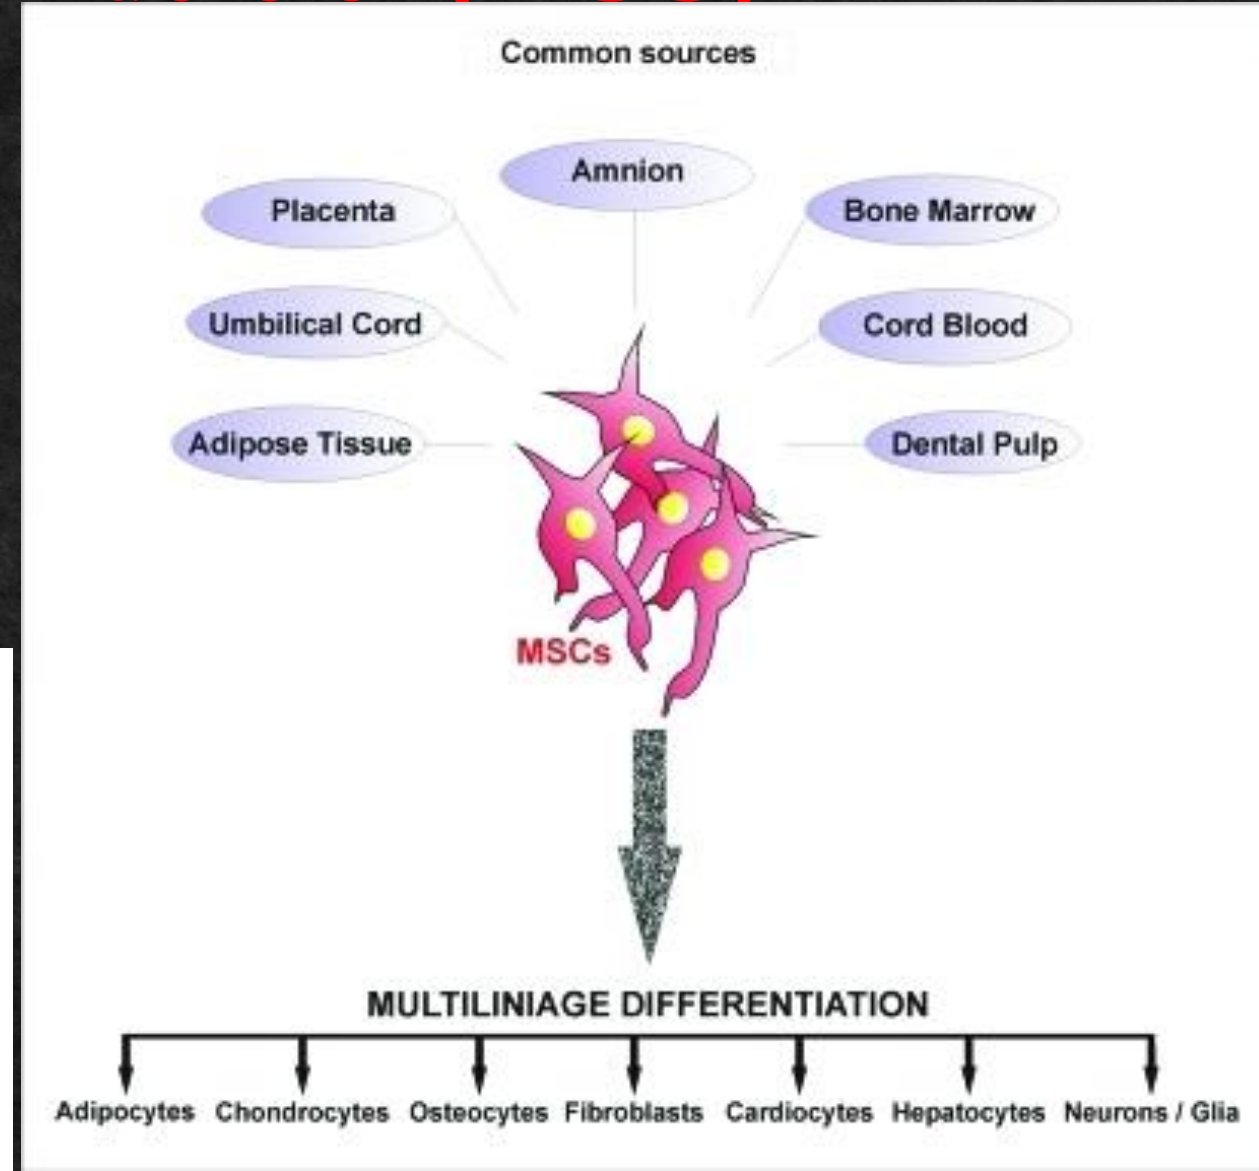 Common sources
Amnion
Placenta
Bone Marrow
Umbilical Cord
Cord Blood
Adipose Tissue
Dental Pulp
MSCs
MULTILINIAGE DIFFERENTIATION
Adipocytes Chondrocytes Osteocytes Fibroblasts Cardiocytes Hepatocytes Neurons / Glia